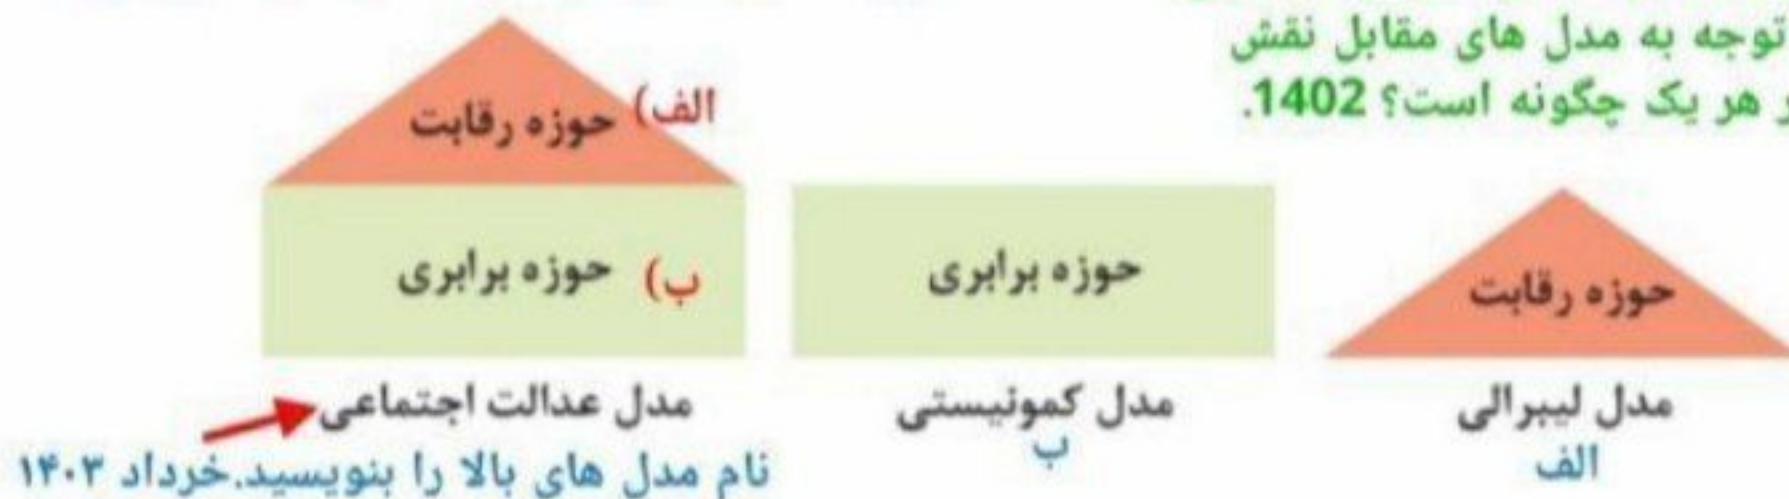 توجه به مدل های مقابل نقش
هر یک چگونه است؟ 1402.
الف) حوزه رقابت
ب) حوزه برابری
حوزه برابری
حوزه رقابت
مدل عدالت اجتماعی
مدل کمونیستی
مدل لیبرالی
ب
الف
نام مدل های بالا را بنویسید.خرداد ۱۴۰۳